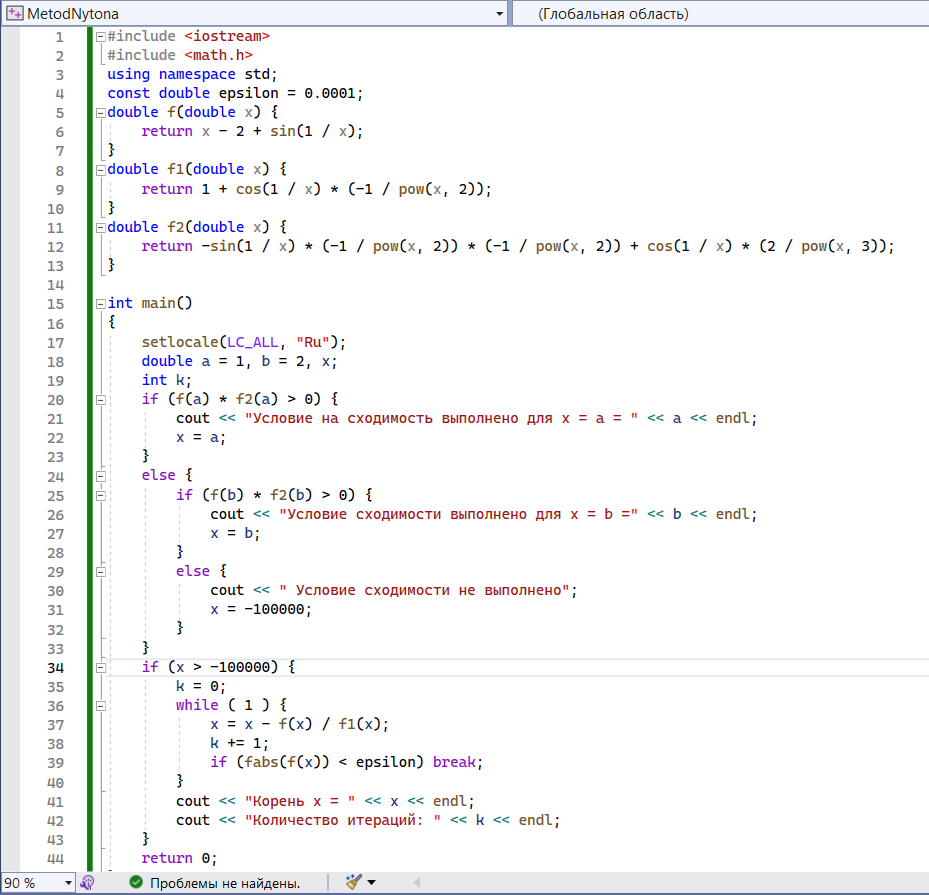 MetodNytona (Глобальная область)
1 #include <iostream>
2 #include <math.h>
3 using namespace std;
4 const double epsilon = 0.0001;
5 double f(double x) {
6 return x - 2 + sin(1 / x);
7 }
8 double f1(double x) {
9 return 1 + cos(1 / x) * (-1 / pow(x, 2));
10 }
11 double f2(double x) {
12 return -sin(1 / x) * (-1 / pow(x, 2)) * (-1 / pow(x, 2)) + cos(1 / x) * (2 / pow(x, 3));
13 }
14
15 int main()
16 {
17 setlocale(LC_ALL, "Ru");
18 double a = 1, b = 2, x;
19 int k;
20 if (f(a) * f2(a) > 0) {
21 cout << "Условие на сходимость выполнено для x = a = " << a << endl;
22 x = a;
23 }
24 else {
25 if (f(b) * f2(b) > 0) {
26 cout << "Условие сходимости выполнено для x = b =" << b << endl;
27 x = b;
28 }
29 else {
30 cout << " Условие сходимости не выполнено";
31 x = -100000;
32 }
33 }
34 if (x > -100000) {
35 k = 0;
36 while ( 1 ) {
37 x = x - f(x) / f1(x);
38 k += 1;
39 if (fabs(f(x)) < epsilon) break;
40 }
41 cout << "Корень x = " << x << endl;
42 cout << "Количество итераций: " << k << endl;
43 }
44 return 0;
90 % Проблемы не найдены.